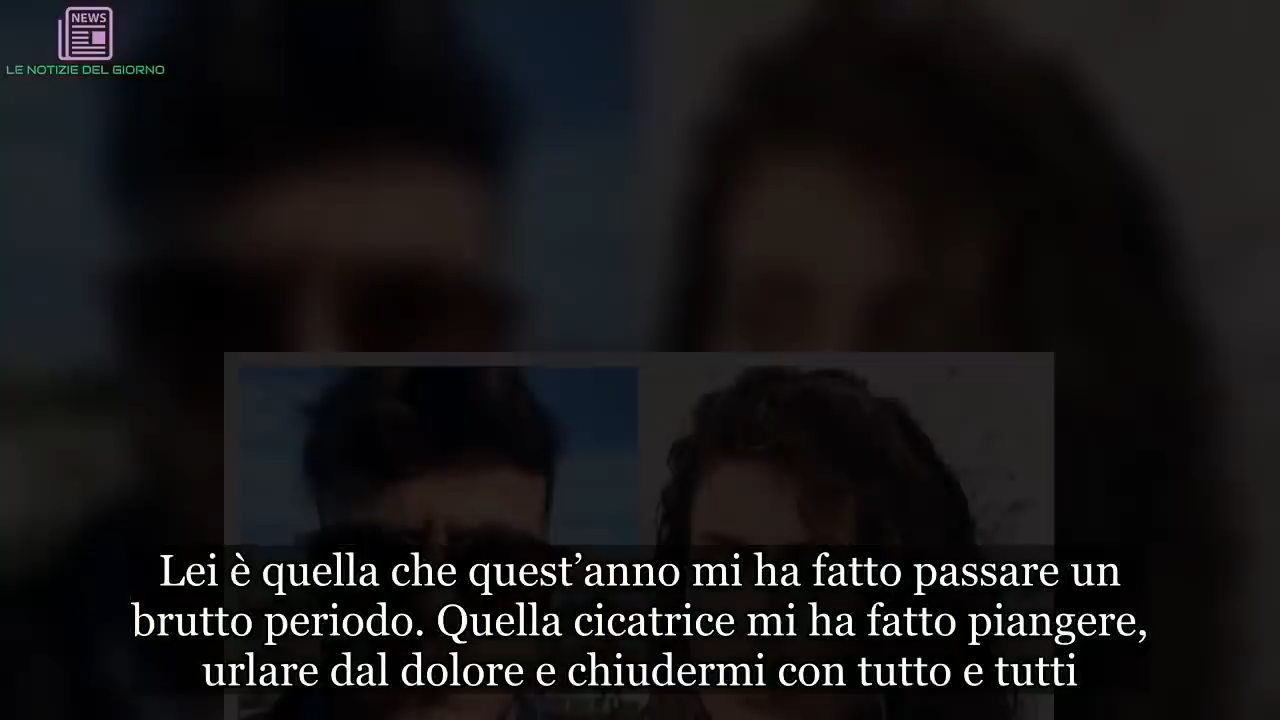 NEWS
LE NOTIZIE DEL GIORNO
Lei è quella che quest’anno mi ha fatto passare un
brutto periodo. Quella cicatrice mi ha fatto piangere,
urlare dal dolore e chiudermi con tutto e tutti